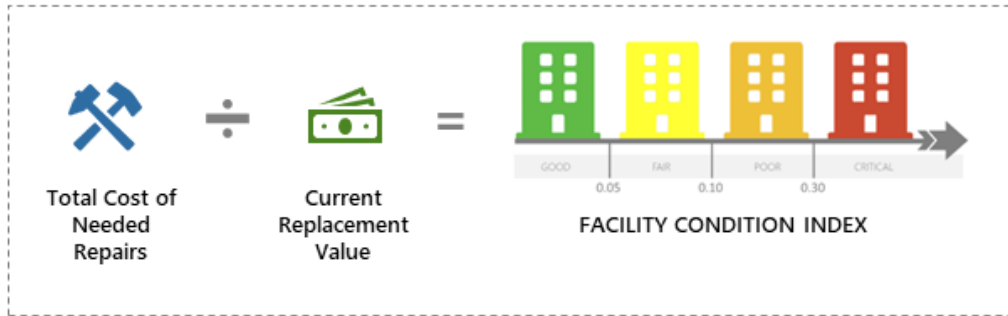 GOOD
FAIR
POOR
CRITICAL
0.05
0.10
0.30
Total Cost of
Needed
Repairs
Current
Replacement
Value
FACILITY CONDITION INDEX